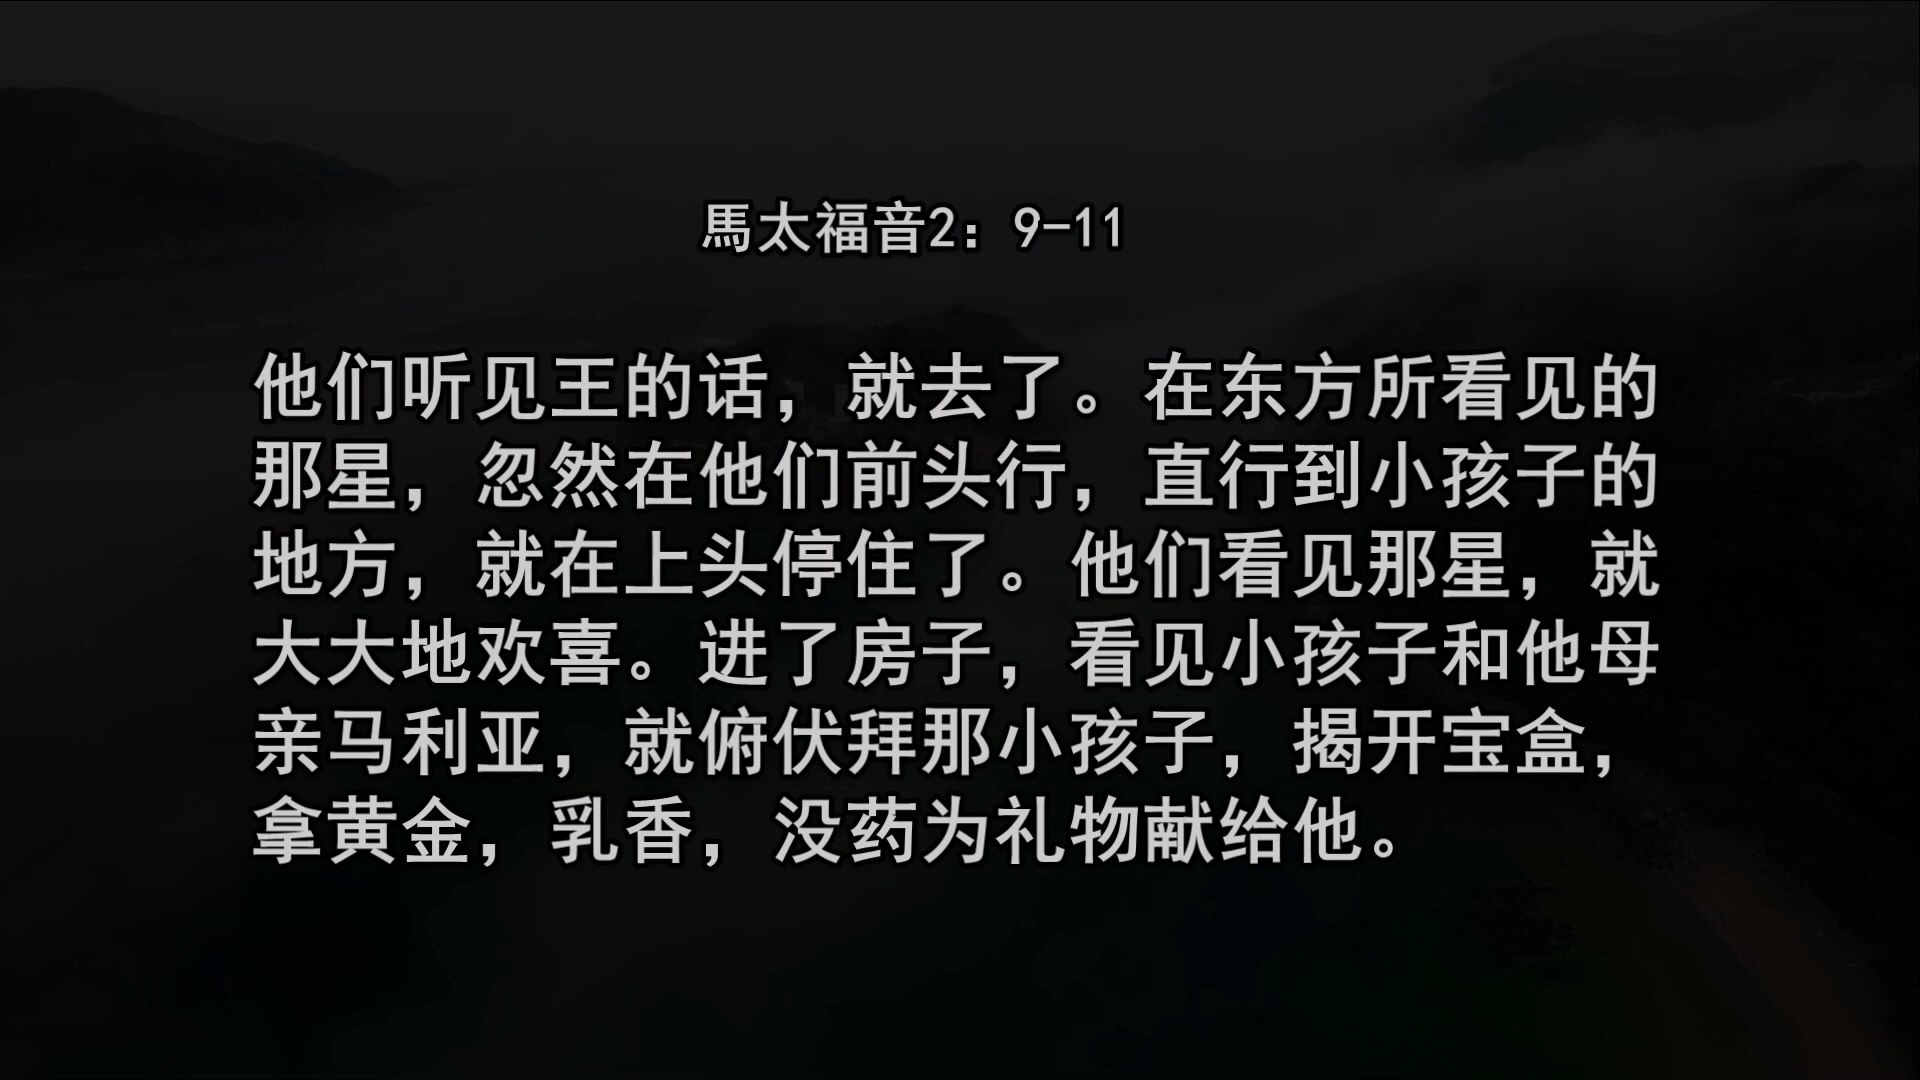 馬太福音2：9-11
他们听见王的话，就去了。在东方所看见的
那星，忽然在他们前头行，直行到小孩子的
地方，就在上头停住了。他们看见那星，就
大大地欢喜。进了房子，看见小孩子和他母
亲马利亚，就俯伏拜那小孩子，揭开宝盒，
拿黄金，乳香，没药为礼物献给他。